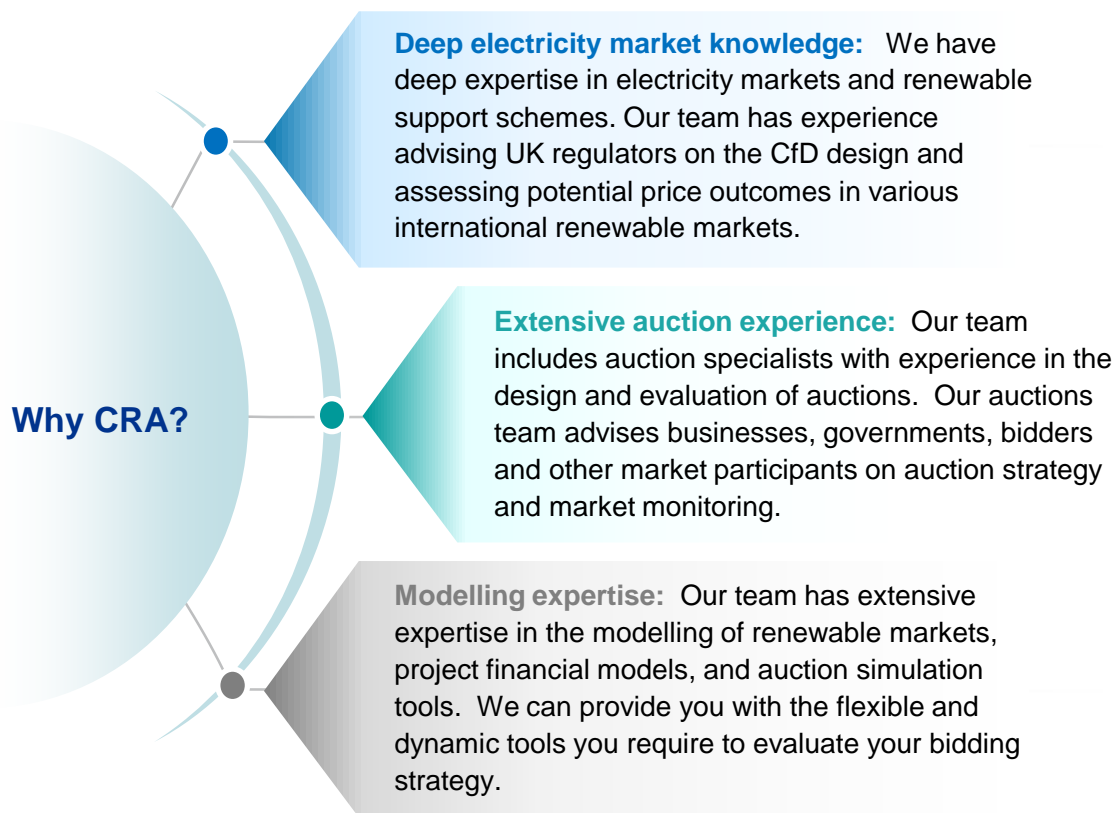 Why CRA?
Deep electricity market knowledge: We have
deep expertise in electricity markets and renewable
support schemes. Our team has experience
advising UK regulators on the CfD design and
assessing potential price outcomes in various
international renewable markets.
Extensive auction experience: Our team
includes auction specialists with experience in the
design and evaluation of auctions. Our auctions
team advises businesses, governments, bidders
and other market participants on auction strategy
and market monitoring.
Modelling expertise: Our team has extensive
expertise in the modelling of renewable markets,
project financial models, and auction simulation
tools. We can provide you with the flexible and
dynamic tools you require to evaluate your bidding
strategy.